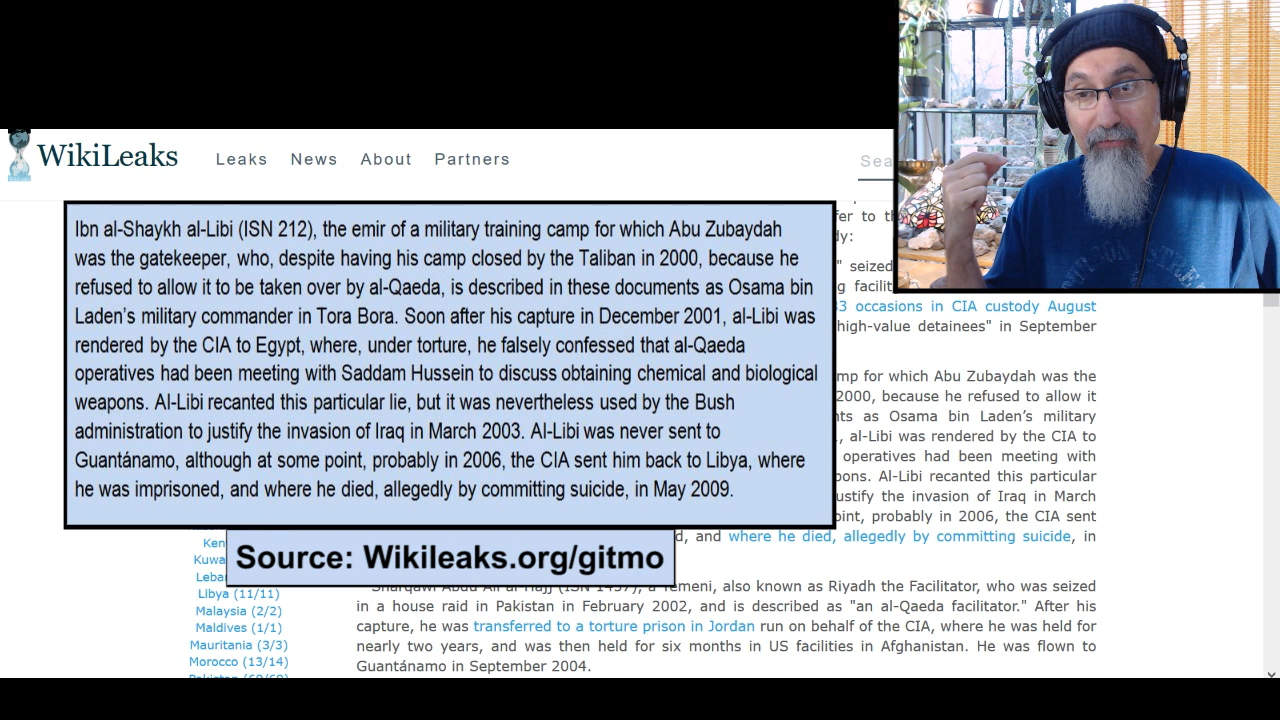 WikiLeaks
Leaks News About Partners
Sea
Ibn al-Shaykh al-Libi (ISN 212), the emir of a military training camp for which Abu Zubaydah
was the gatekeeper, who, despite having his camp closed by the Taliban in 2000, because he
refused to allow it to be taken over by al-Qaeda, is described in these documents as Osama bin
Laden’s military commander in Tora Bora. Soon after his capture in December 2001, al-Libi was
rendered by the CIA to Egypt, where, under torture, he falsely confessed that al-Qaeda
operatives had been meeting with Saddam Hussein to discuss obtaining chemical and biological
weapons. Al-Libi recanted this particular lie, but it was nevertheless used by the Bush
administration to justify the invasion of Iraq in March 2003. Al-Libi was never sent to
Guantánamo, although at some point, probably in 2006, the CIA sent him back to Libya, where
he was imprisoned, and where he died, allegedly by committing suicide, in May 2009.
Source: Wikileaks.org/gitmo
fer to th
dy:
" seized
g facilit
33 occasions in CIA custody August
high-value detainees" in September
mp for which Abu Zubaydah was the
2000, because he refused to allow it
nts as Osama bin Laden’s military
, al-Libi was rendered by the CIA to
operatives had been meeting with
pons. Al-Libi recanted this particular
ustify the invasion of Iraq in March
oint, probably in 2006, the CIA sent
d, and where he died, allegedly by committing suicide, in
Ken
Kuwa
Leba
Libya (11/11)
Malaysia (2/2)
Maldives (1/1)
Mauritania (3/3)
Morocco (13/14)
Pakistan
Sharqawi Abdu Ali al-Hajj (ISN 1457), a Yemeni, also known as Riyadh the Facilitator, who was seized
in a house raid in Pakistan in February 2002, and is described as "an al-Qaeda facilitator." After his
capture, he was transferred to a torture prison in Jordan run on behalf of the CIA, where he was held for
nearly two years, and was then held for six months in US facilities in Afghanistan. He was flown to
Guantánamo in September 2004.